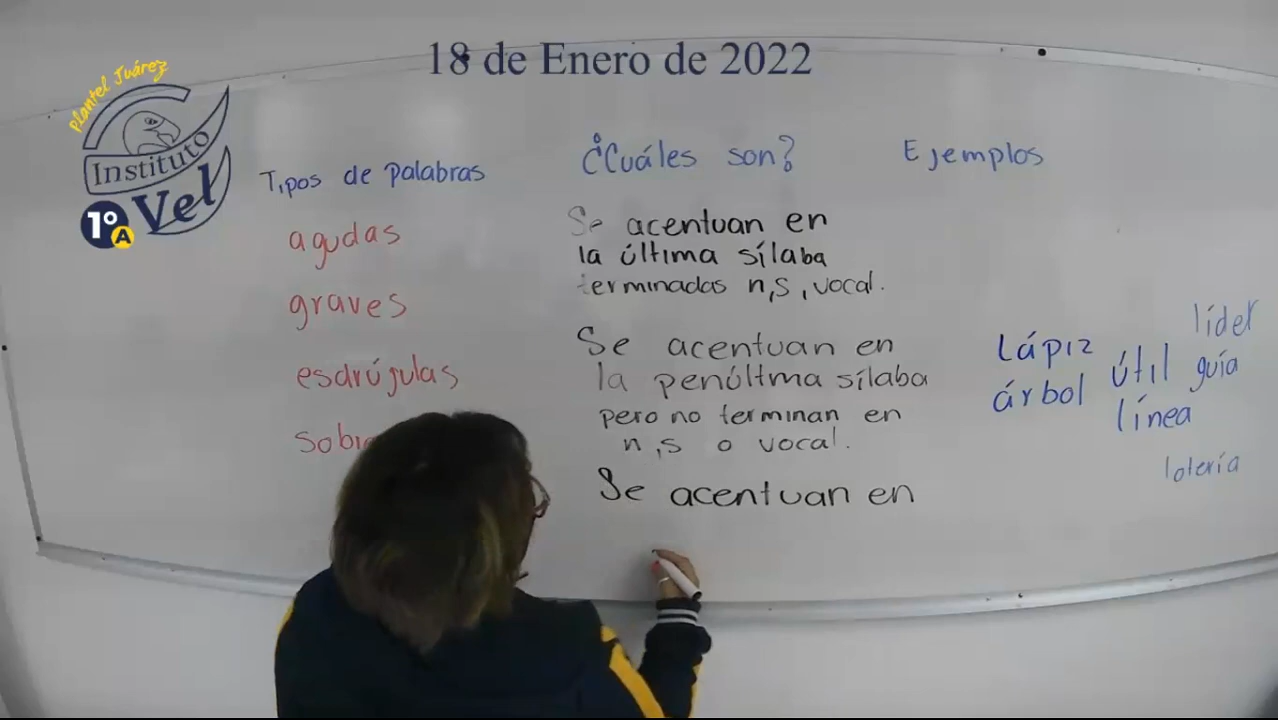 18 de Enero de 2022
Plantel Juárez
Instituto
Vel
1º
A
Tipos de palabras
¿Cuáles son?
Ejemplos
agudas
Se acentuan en
la última sílaba
terminadas n,s, vocal.
graves
Se acentuan en
la penúltma sílaba
pero no terminan en
n,s o vocal.
lápiz
árbol
útil
línea
líder
guía
lotería
esdrújulas
Se acentuan en